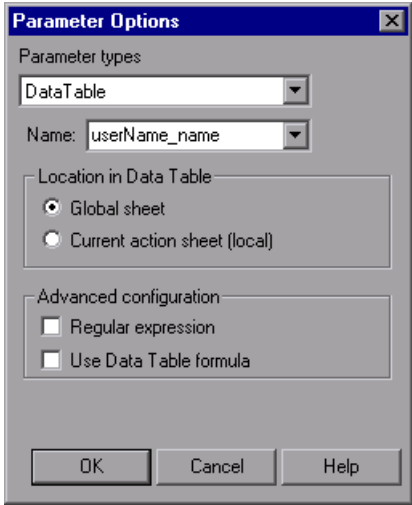 Parameter Options
Parameter types
DataTable
Name: userName_name
Location in Data Table
Global sheet
Current action sheet (local)
Advanced configuration
Regular expression
Use Data Table formula
OK Cancel Help